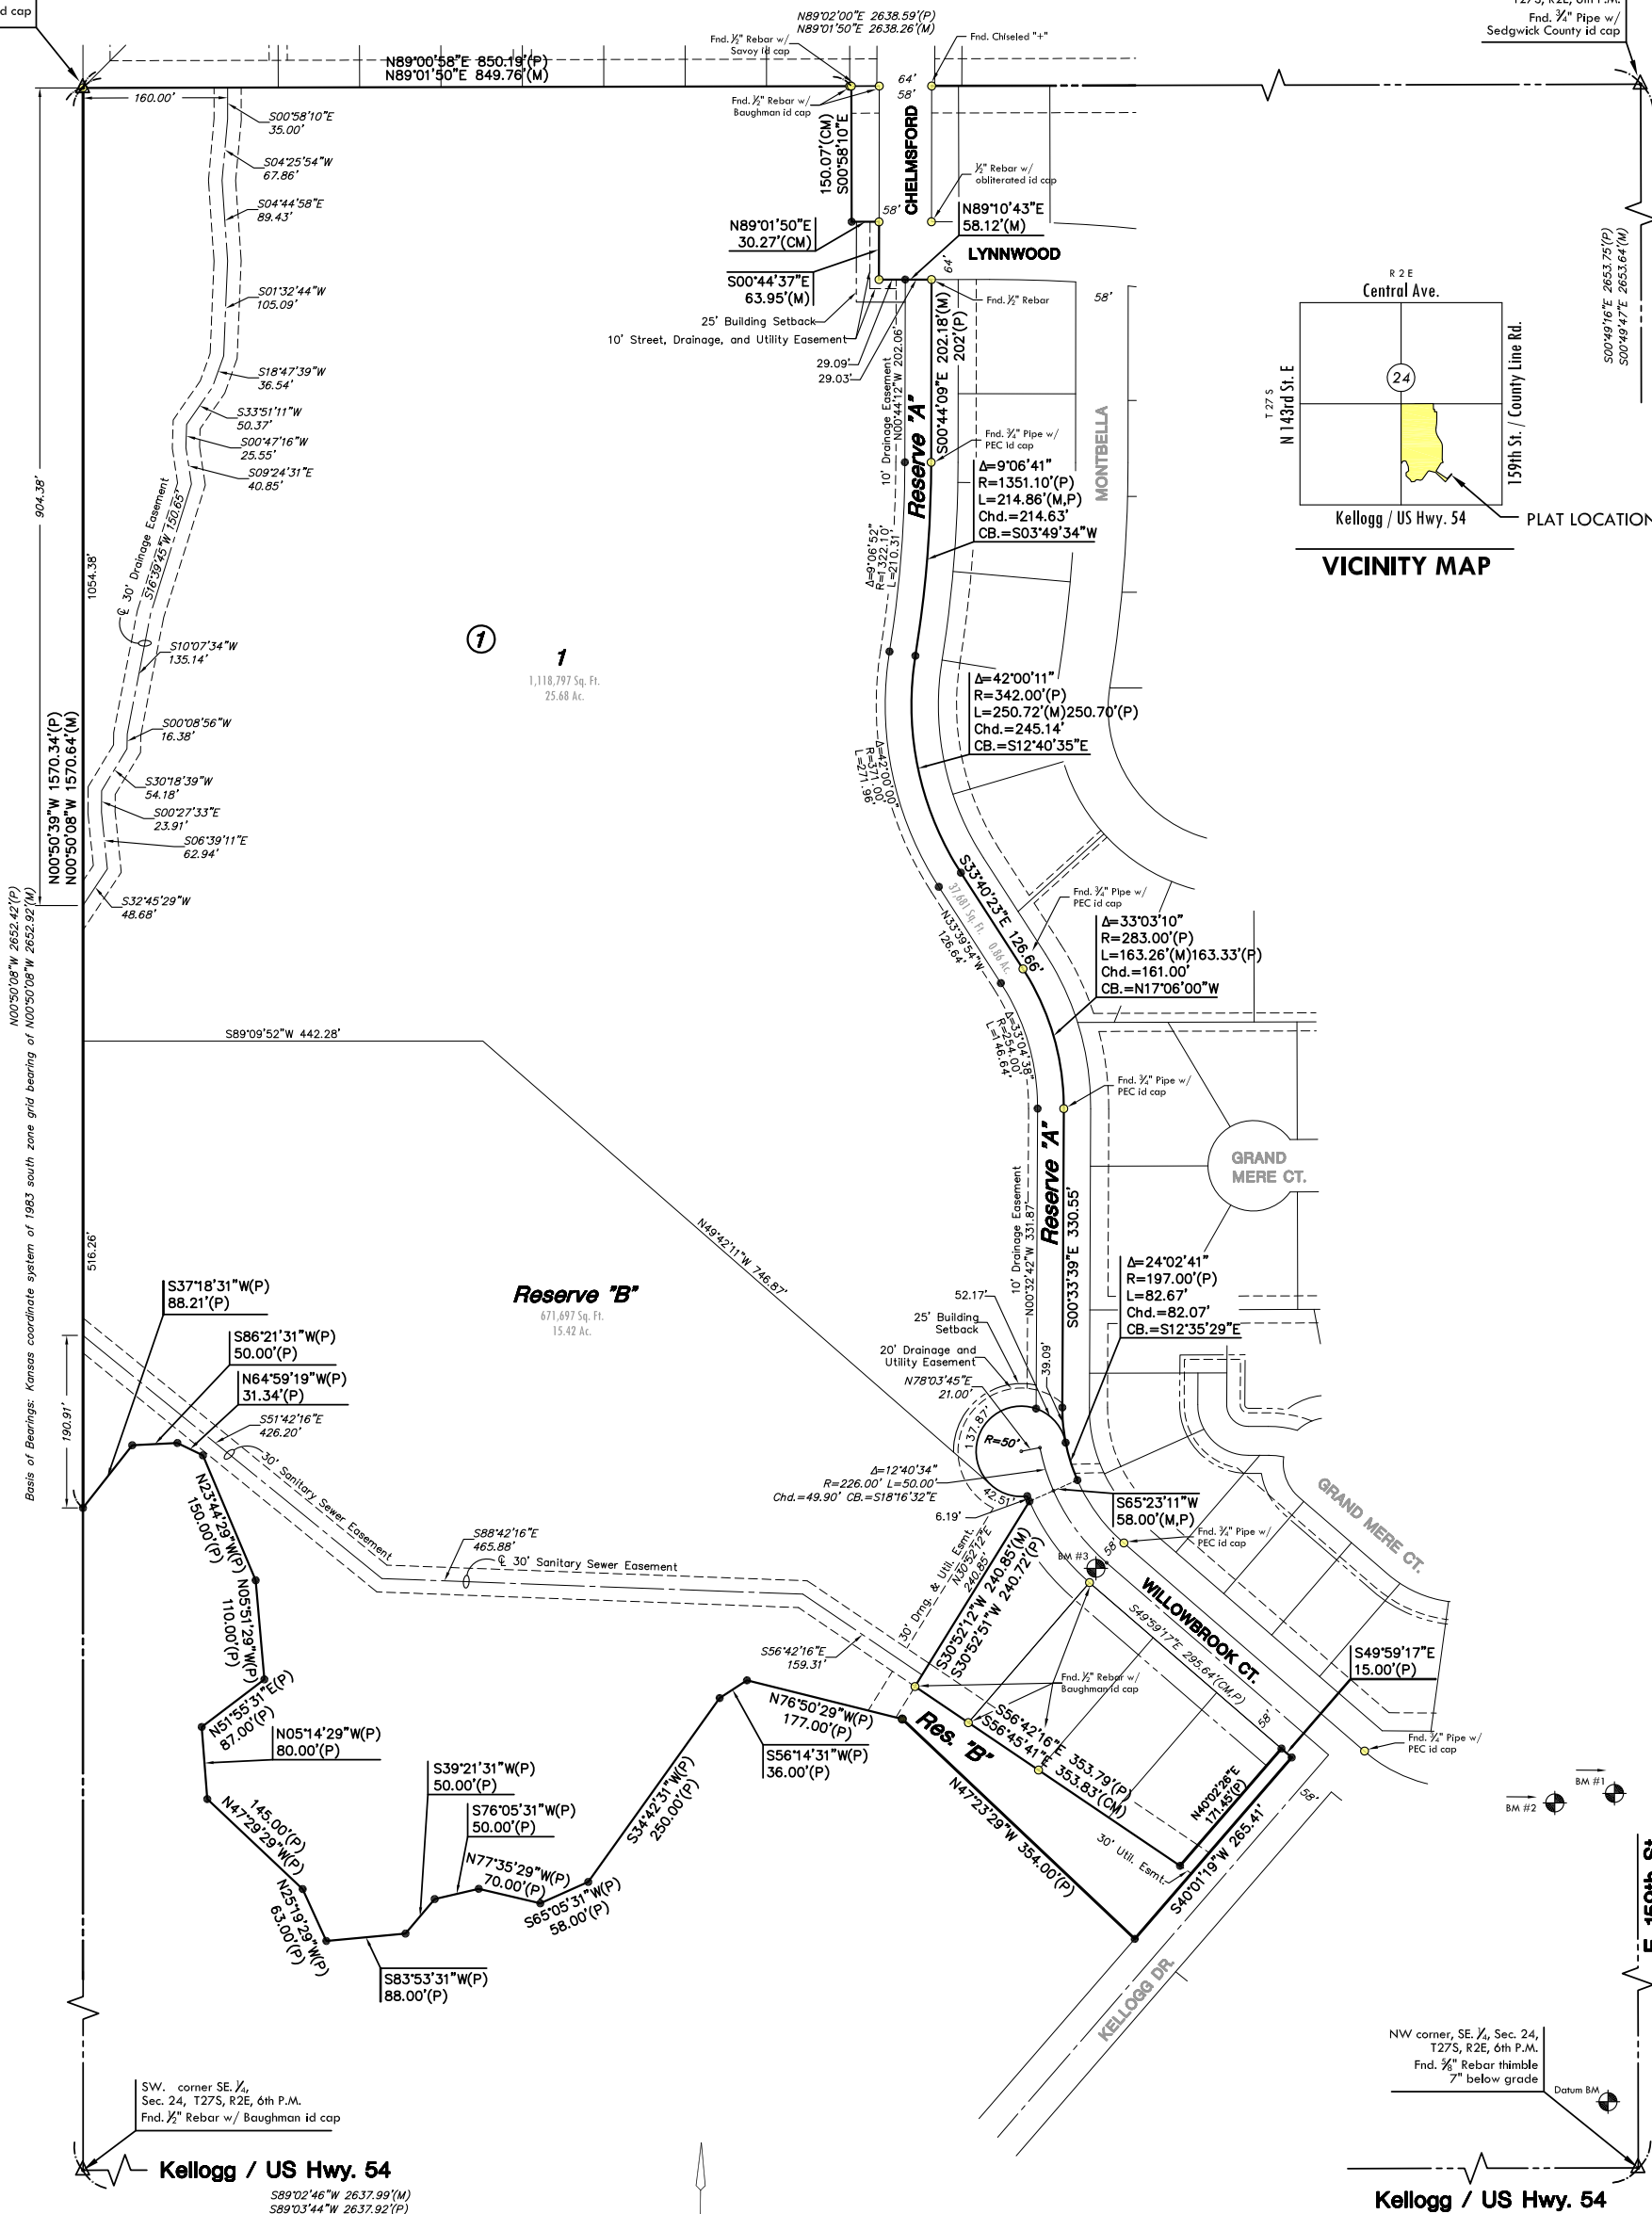 d cap
T27S, R2E, 6th P.M.
Fnd. ¾" Pipe w/
Sedgwick County id cap
N89°02'00"E 2638.59'(P)
N89°01'50"E 2638.26'(M)
Fnd. ½" Rebar w/
Savoy id cap
Fnd. Chiseled "+"
N89°00'58"E 850.19'(P)
N89°01'50"E 849.76'(M)
64'
58'
160.00'
Fnd. ½" Rebar w/
Baughman id cap
S00°58'10"E
35.00'
S04°25'54"W
67.86'
S04°44'58"E
89.43'
S01°32'44"W
105.09'
S18°47'39"W
36.54'
S33°51'11"W
50.37'
S00°47'16"W
25.55'
S09°24'31"E
40.85'
℄ 30' Drainage Easement
S16°39'45"W 150.65'
S10°07'34"W
135.14'
S00°08'56"W
16.38'
S30°18'39"W
54.18'
S00°27'33"E
23.91'
S06°39'11"E
62.94'
S32°45'29"W
48.68'
904.38'
1054.38'
N00°50'39"W 1570.34'(P)
N00°50'08"W 1570.64'(M)
N00°50'08"W 2652.42'(P)
Basis of Bearings: Kansas coordinate system of 1983 south zone grid bearing of N00°50'08"W 2652.92'(M)
516.26'
190.91'
150.07'(CM)
S00°58'10"E
CHELMSFORD
½" Rebar w/
obliterated id cap
58'
N89°01'50"E
30.27'(CM)
N89°10'43"E
58.12'(M)
LYNNWOOD
64'
S00°44'37"E
63.95'(M)
Fnd. ½" Rebar
58'
25' Building Setback
10' Street, Drainage, and Utility Easement
29.09'
29.03'
10' Drainage Easement
N00°44'12"W 202.06'
Reserve "A"
S00°44'09"E 202.18'(M)
202'(P)
Fnd. ¾" Pipe w/
PEC id cap
MONTBELLA
Δ=9°06'41"
R=1351.10'(P)
L=214.86'(M,P)
Chd.=214.63'
CB.=S03°49'34"W
Δ=9°06'52"
R=1322.10'
L=210.31'
S00°49'16"E 2653.75'(P)
S00°49'47"E 2653.64'(M)
R 2 E
Central Ave.
T 27 S
N 143rd St. E
24
159th St. / County Line Rd.
Kellogg / US Hwy. 54
PLAT LOCATION
VICINITY MAP
1
1
1,118,797 Sq. Ft.
25.68 Ac.
Δ=42°00'11"
R=342.00'(P)
L=250.72'(M)250.70'(P)
Chd.=245.14'
CB.=S12°40'35"E
Δ=42°00'00"
R=371.00'
L=271.96'
S33°40'23"E 126.66'
37,681 Sq. Ft. 0.86 Ac.
N33°39'54"W
126.64'
Fnd. ¾" Pipe w/
PEC id cap
Δ=33°03'10"
R=283.00'(P)
L=163.26'(M)163.33'(P)
Chd.=161.00'
CB.=N17°06'00"W
Δ=33°04'38"
R=254.00'
L=146.64'
Fnd. ¾" Pipe w/
PEC id cap
S89°09'52"W 442.28'
N49°42'11"W 746.87'
GRAND
MERE CT.
10' Drainage Easement
N00°32'42"W 331.87'
Reserve "A"
S00°33'39"E 330.55'
Δ=24°02'41"
R=197.00'(P)
L=82.67'
Chd.=82.07'
CB.=S12°35'29"E
Reserve "B"
671,697 Sq. Ft.
15.42 Ac.
52.17'
25' Building
Setback
20' Drainage and
Utility Easement
39.09'
N78°03'45"E
21.00'
137.87'
R=50'
Δ=12°40'34"
R=226.00' L=50.00'
Chd.=49.90' CB.=S18°16'32"E
42.51'
6.19'
S65°23'11"W
58.00'(M,P)
Fnd. ¾" Pipe w/
PEC id cap
58'
GRAND MERE CT.
S37°18'31"W(P)
88.21'(P)
S86°21'31"W(P)
50.00'(P)
N64°59'19"W(P)
31.34'(P)
S51°42'16"E
426.20'
30' Sanitary Sewer Easement
N23°44'29"W(P)
150.00'(P)
S88°42'16"E
465.88'
℄ 30' Sanitary Sewer Easement
N05°51'29"W(P)
110.00'(P)
30' Drng. & Util. Esmt.
N30°52'12"E
240.85'
S30°52'12"W 240.85'(M)
S30°52'51"W 240.72'(P)
BM #3
WILLOWBROOK CT.
S49°59'17"E 295.64'(CM,P)
58'
S49°59'17"E
15.00'(P)
S56°42'16"E
159.31'
Fnd. ½" Rebar w/
Baughman id cap
N51°55'31"E(P)
87.00'(P)
N05°14'29"W(P)
80.00'(P)
N76°50'29"W(P)
177.00'(P)
S56°14'31"W(P)
36.00'(P)
Res. "B"
S56°42'16"E 353.79'(P)
S56°45'41"E 353.83'(CM)
Fnd. ¾" Pipe w/
PEC id cap
S39°21'31"W(P)
50.00'(P)
S76°05'31"W(P)
50.00'(P)
S34°42'31"W(P)
250.00'(P)
145.00'(P)
N47°29'29"W(P)
N77°35'29"W(P)
70.00'(P)
S65°05'31"W(P)
58.00'(P)
N47°23'29"W 354.00'(P)
N40°02'26"E
171.45'(P)
30' Util. Esmt.
S40°01'19"W 265.41'
58'
BM #1
BM #2
N25°19'29"W(P)
63.00'(P)
S83°53'31"W(P)
88.00'(P)
E. 159th St.
KELLOGG DR.
NW corner, SE. ¼, Sec. 24,
T27S, R2E, 6th P.M.
Fnd. ⅝" Rebar thimble
7" below grade
Datum BM
SW. corner SE. ¼,
Sec. 24, T27S, R2E, 6th P.M.
Fnd. ½" Rebar w/ Baughman id cap
Kellogg / US Hwy. 54
S89°02'46"W 2637.99'(M)
S89°03'44"W 2637.92'(P)
Kellogg / US Hwy. 54